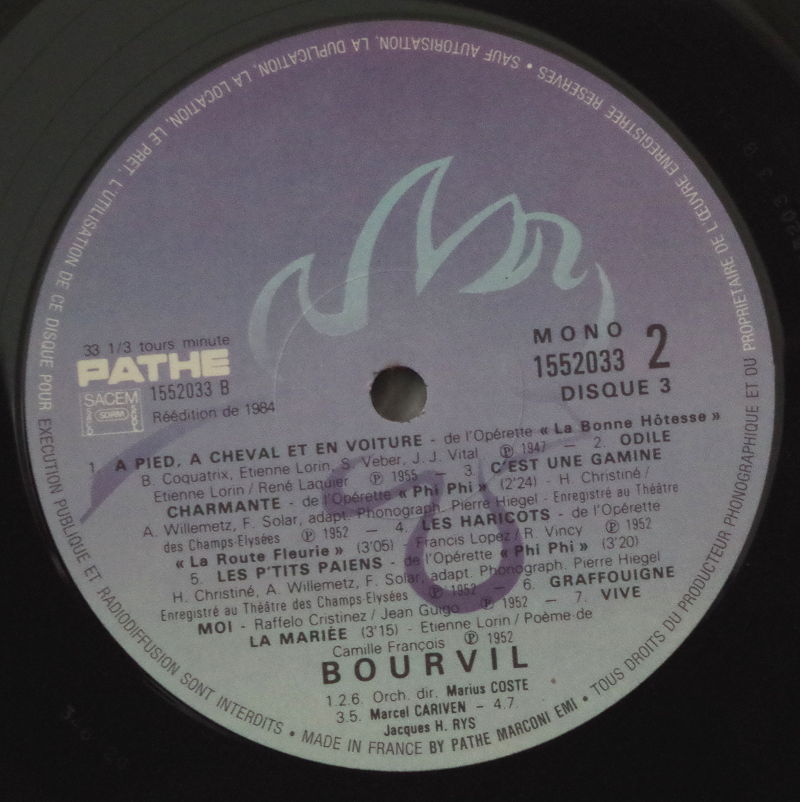 33 1/3 tours minute
PATHE
SACEM
SDRM
SACD
SGDL
1552033 B
Réédition de 1984
MONO
1552033 2
DISQUE 3
1. A PIED, A CHEVAL ET EN VOITURE - de l'Opérette « La Bonne Hôtesse »
B. Coquatrix, Etienne Lorin, S. Veber, J. J. Vital Ⓟ 1947 — 2. ODILE
Etienne Lorin / René Laquier Ⓟ 1955 — 3. C'EST UNE GAMINE
CHARMANTE - de l'Opérette « Phi Phi » (2'24) - H. Christiné /
A. Willemetz, F. Solar, adapt. Phonograph. Pierre Hiegel - Enregistré au Théâtre
des Champs-Elysées Ⓟ 1952 — 4. LES HARICOTS - de l'Opérette
« La Route Fleurie » (3'05) Francis Lopez / R. Vincy Ⓟ 1952
5. LES P'TITS PAIENS - de l'Opérette « Phi Phi » (3'20)
H. Christiné, A. Willemetz, F. Solar, adapt. Phonograph. Pierre Hiegel
Enregistré au Théâtre des Champs Elysées Ⓟ 1952 — 6. GRAFFOUIGNE
MOI - Raffelo Cristinez / Jean Guigo Ⓟ 1952 — 7. VIVE
LA MARIÉE (3'15) - Etienne Lorin / Poème de
Camille François Ⓟ 1952
BOURVIL
1.2.6. Orch. dir. Marius COSTE
3.5. Marcel CARIVEN - 4.7.
Jacques H. RYS
• MADE IN FRANCE BY PATHE MARCONI EMI • TOUS DROITS DU PRODUCTEUR PHONOGRAPHIQUE ET DU PROPRIETAIRE DE L'ŒUVRE ENREGISTREE RESERVES • SAUF AUTORISATION, LA DUPLICATION, LA LOCATION, LE PRET, L'UTILISATION DE CE DISQUE POUR EXECUTION PUBLIQUE ET RADIODIFFUSION SONT INTERDITS